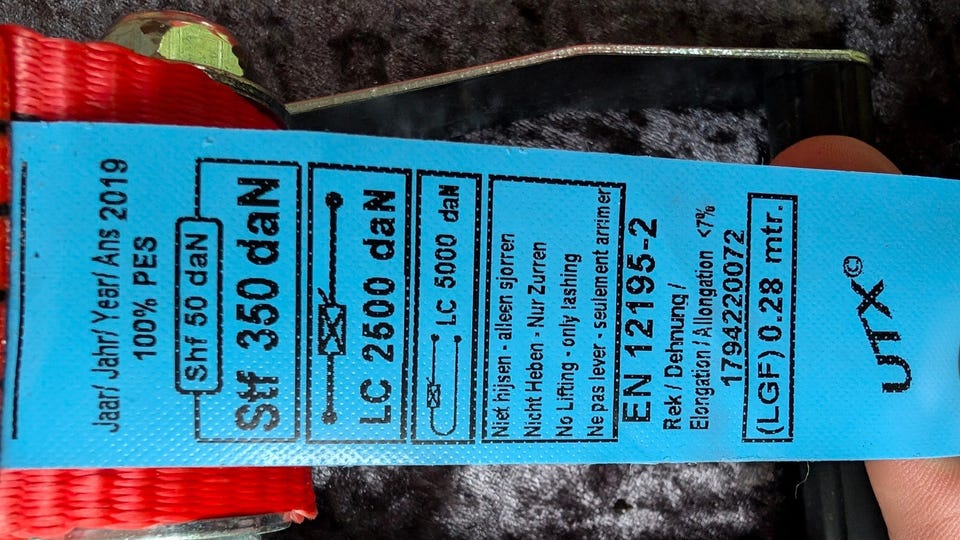 Jaar/ Jahr/ Year/ Ans 2019
100% PES
Shf 50 daN
Stf 350 daN
LC 2500 daN
LC 5000 daN
Niet hijsen - alleen sjorren
Nicht Heben - Nur Zurren
No Lifting - only lashing
Ne pas lever - seulement arrimer
EN 12195-2
Rek / Dehnung /
Elongation / Allongation <7%
1794220072
(LGF) 0.28 mtr.
UTX©